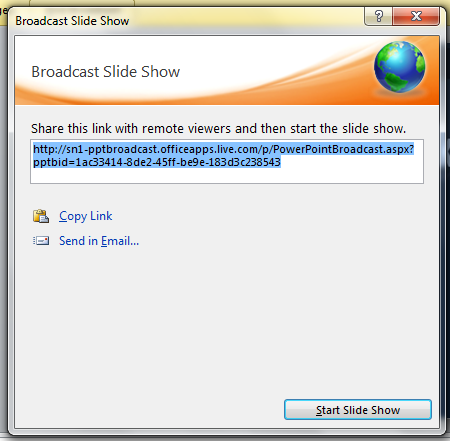 Broadcast Slide Show
Broadcast Slide Show
Share this link with remote viewers and then start the slide show.
http://sn1-pptbroadcast.officeapps.live.com/p/PowerPointBroadcast.aspx?
pptbid=1ac33414-8de2-45ff-be9e-183d3c238543
Copy Link
Send in Email...
Start Slide Show